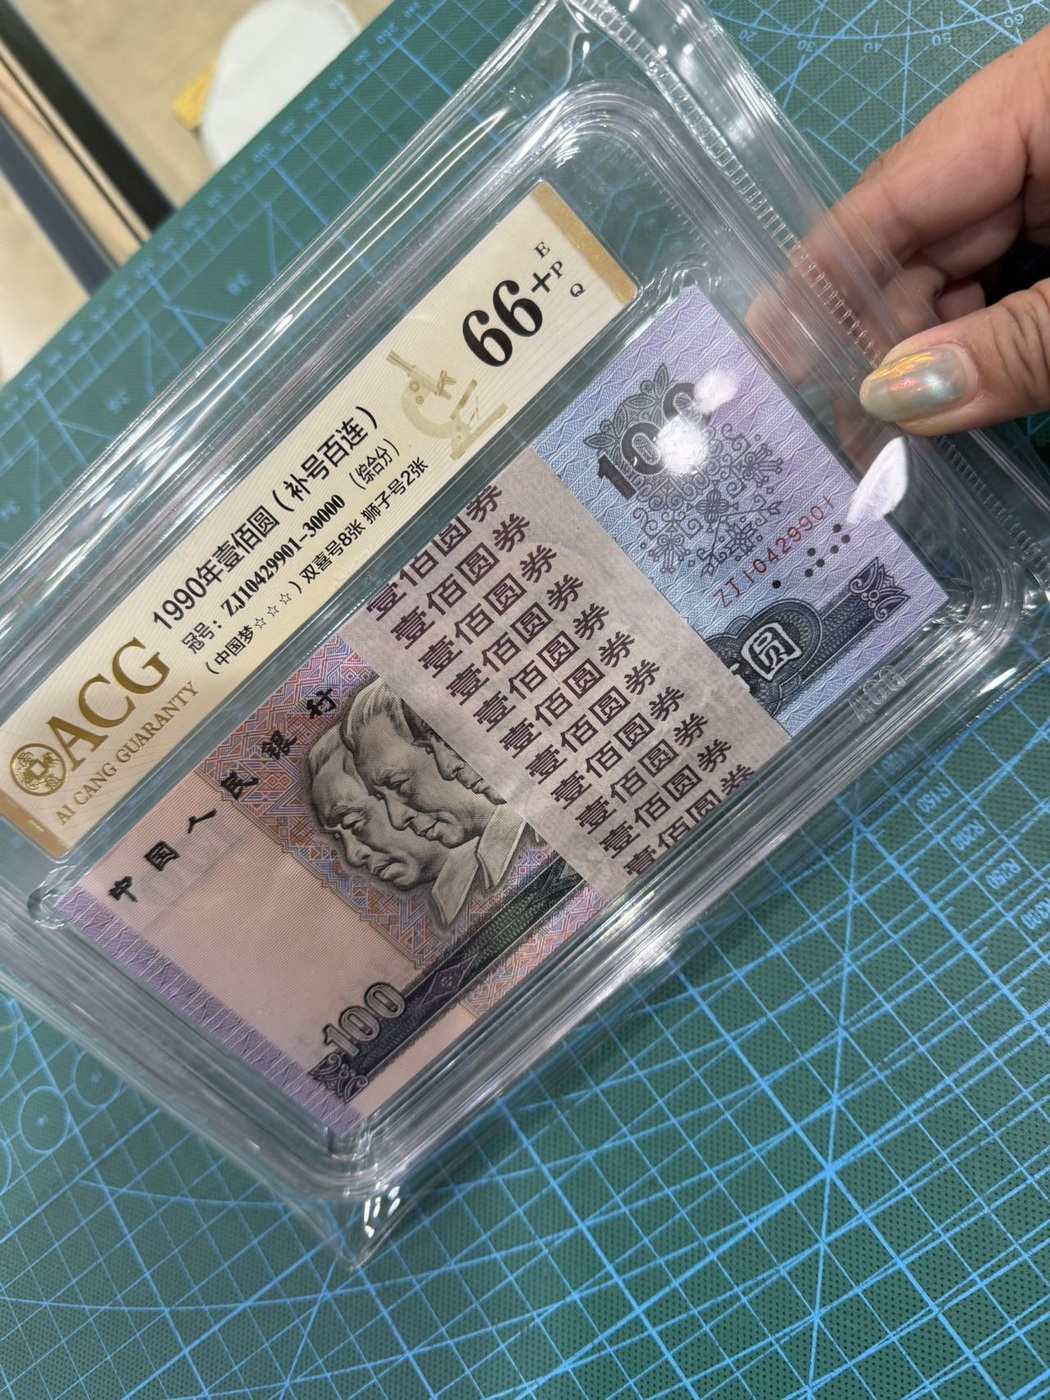 ACG
AI CANG GUARANTY
1990年壹佰圆（补号百连）
冠号：ZJ10429901-30000（综合分）
（中国梦☆☆☆）双喜号8张 狮子号2张
66+
E
P
Q
中国人民银行
100
壹佰圆券
壹佰圆券
壹佰圆券
壹佰圆券
壹佰圆券
壹佰圆券
壹佰圆券
壹佰圆券
壹佰圆券
壹佰圆券
100
ZJ10429901
圆